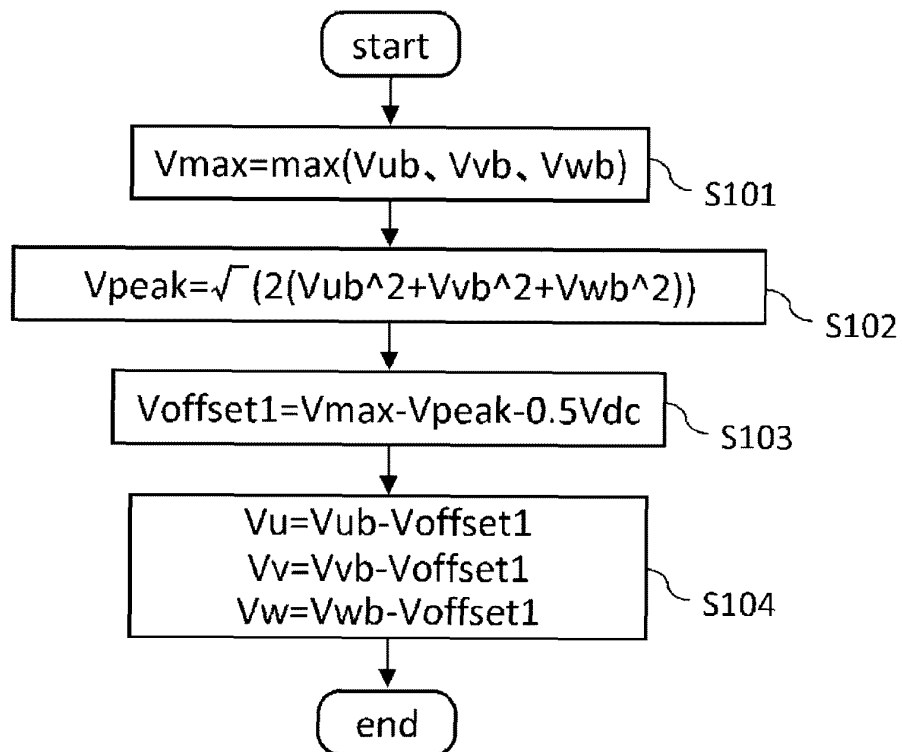 start
Vmax=max(Vub、Vvb、Vwb)
S101
Vpeak=√(2(Vub^2+Vvb^2+Vwb^2))
S102
Voffset1=Vmax-Vpeak-0.5Vdc
S103
Vu=Vub-Voffset1
Vv=Vvb-Voffset1
Vw=Vwb-Voffset1
S104
end